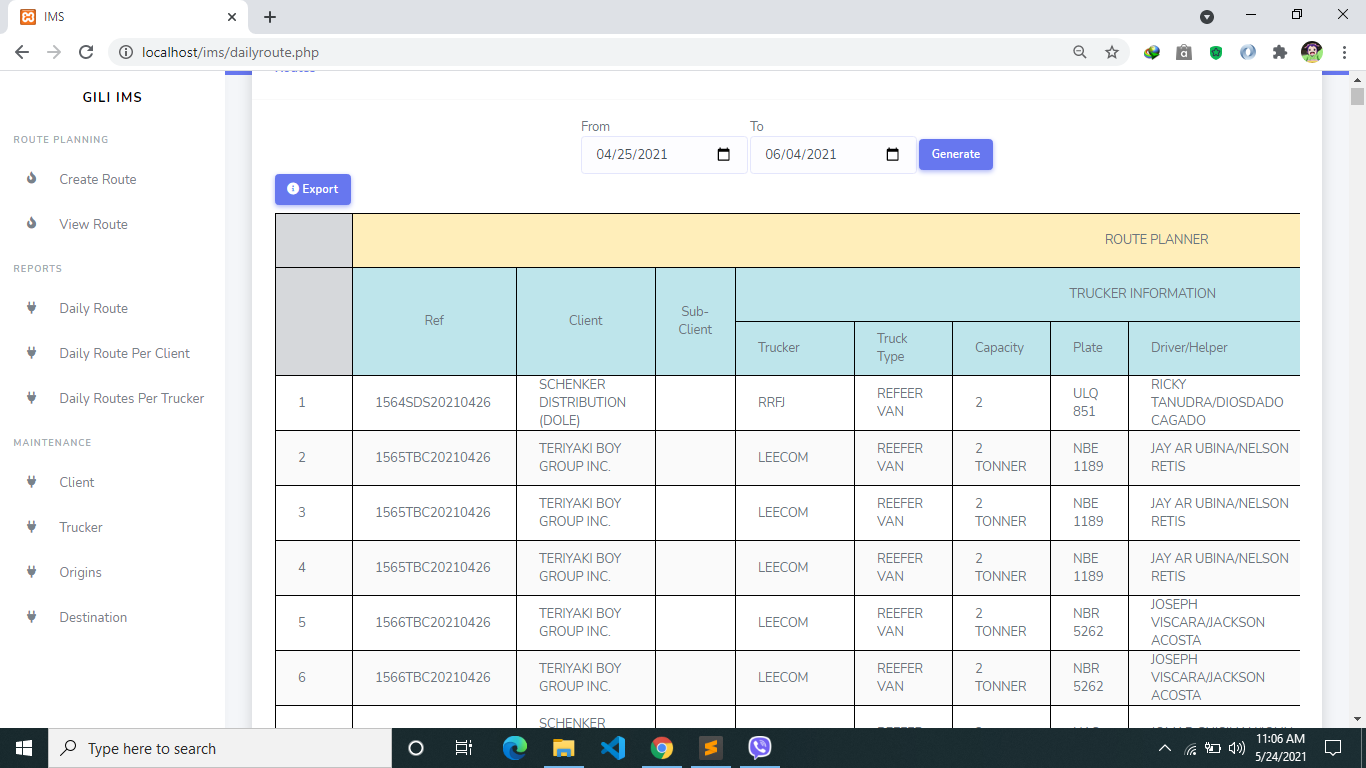 IMS
localhost/ims/dailyroute.php
GILI IMS
ROUTE PLANNING
Create Route
View Route
REPORTS
Daily Route
Daily Route Per Client
Daily Routes Per Trucker
MAINTENANCE
Client
Trucker
Origins
Destination
From To
04/25/2021 06/04/2021 Generate
Export
ROUTE PLANNER
Ref Client Sub-
Client
TRUCKER INFORMATION
Trucker Truck
Type
Capacity Plate Driver/Helper
1 1564SDS20210426 SCHENKER
DISTRIBUTION
(DOLE)
RRFJ REFEER
VAN
2 ULQ
851
RICKY
TANUDRA/DIOSDADO
CAGADO
2 1565TBC20210426 TERIYAKI BOY
GROUP INC.
LEECOM REEFER
VAN
2
TONNER
NBE
1189
JAY AR UBINA/NELSON
RETIS
3 1565TBC20210426 TERIYAKI BOY
GROUP INC.
LEECOM REEFER
VAN
2
TONNER
NBE
1189
JAY AR UBINA/NELSON
RETIS
4 1565TBC20210426 TERIYAKI BOY
GROUP INC.
LEECOM REEFER
VAN
2
TONNER
NBE
1189
JAY AR UBINA/NELSON
RETIS
5 1566TBC20210426 TERIYAKI BOY
GROUP INC.
LEECOM REEFER
VAN
2
TONNER
NBR
5262
JOSEPH
VISCARA/JACKSON
ACOSTA
6 1566TBC20210426 TERIYAKI BOY
GROUP INC.
LEECOM REEFER
VAN
2
TONNER
NBR
5262
JOSEPH
VISCARA/JACKSON
ACOSTA
SCHENKER
Type here to search
11:06 AM
5/24/2021